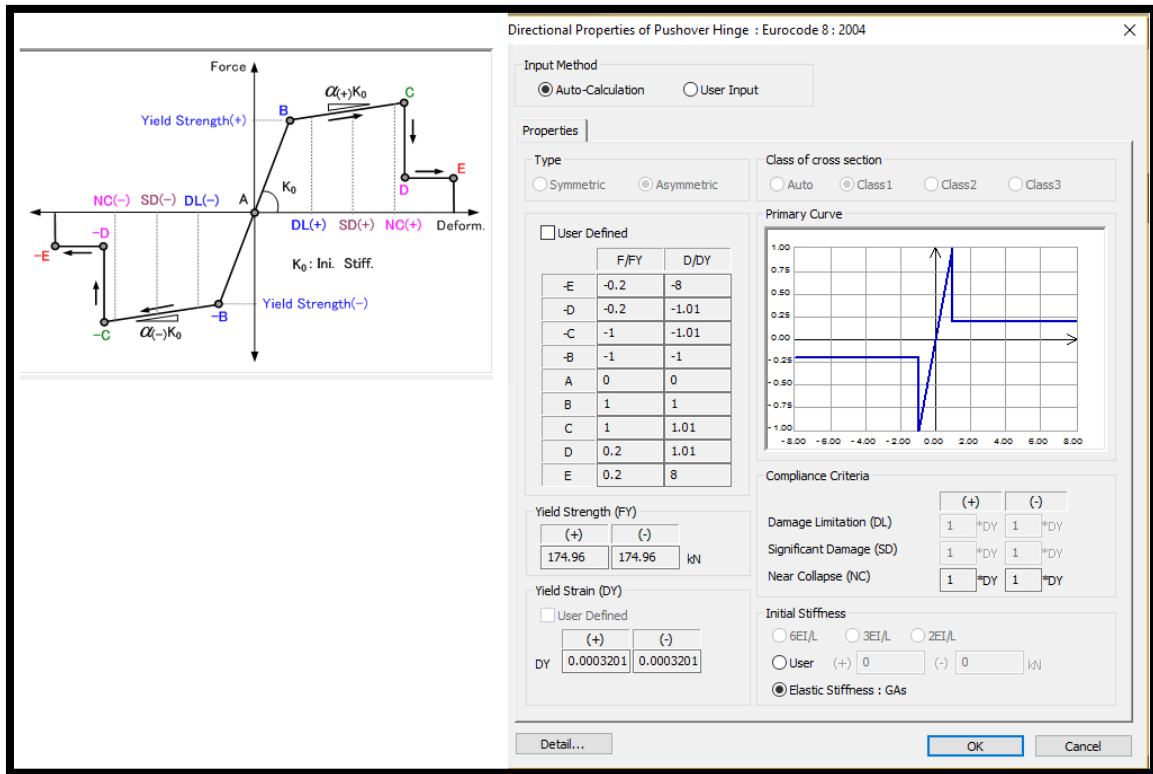 Force
α(+)K₀
C
B
Yield Strength(+)
E
K₀
D
NC(-) SD(-) DL(-) A
DL(+) SD(+) NC(+) Deform.
-D
-E
K₀: Ini. Stiff.
Yield Strength(-)
-B
-C
α(-)K₀
Directional Properties of Pushover Hinge : Eurocode 8 : 2004
Input Method
Auto-Calculation User Input
Properties
Type
Symmetric Asymmetric
User Defined
F/FY D/DY
-E -0.2 -8
-D -0.2 -1.01
-C -1 -1.01
-B -1 -1
A 0 0
B 1 1
C 1 1.01
D 0.2 1.01
E 0.2 8
Yield Strength (FY)
(+) (-)
174.96 174.96 kN
Yield Strain (DY)
User Defined
(+) (-)
DY 0.0003201 0.0003201
Class of cross section
Auto Class1 Class2 Class3
Primary Curve
1.00
0.75
0.50
0.25
0.00
-0.25
-0.50
-0.75
-1.00
-8.00 -6.00 -4.00 -2.00 0.00 2.00 4.00 6.00 8.00
Compliance Criteria
(+) (-)
Damage Limitation (DL) 1 *DY 1 *DY
Significant Damage (SD) 1 *DY 1 *DY
Near Collapse (NC) 1 *DY 1 *DY
Initial Stiffness
6EI/L 3EI/L 2EI/L
User (+) 0 (-) 0 kN
Elastic Stiffness : GAs
Detail... OK Cancel